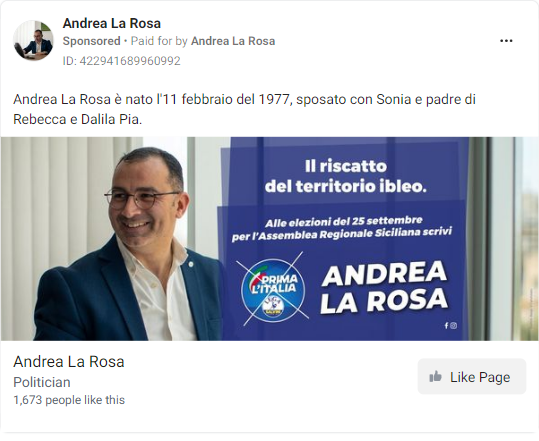 Andrea La Rosa
Sponsored • Paid for by Andrea La Rosa
ID: 422941689960992
Andrea La Rosa è nato l'11 febbraio del 1977, sposato con Sonia e padre di
Rebecca e Dalila Pia.
Il riscatto
del territorio ibleo.
Alle elezioni del 25 settembre
per l'Assemblea Regionale Siciliana scrivi
PRIMA
L'ITALIA
ANDREA
LA ROSA
Andrea La Rosa
Politician
1,673 people like this
Like Page